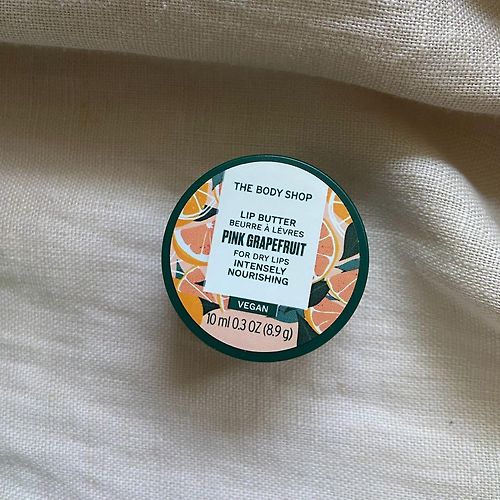 THE BODY SHOP
LIP BUTTER
BEURRE À LÈVRES
PINK GRAPEFRUIT
FOR DRY LIPS
INTENSELY
NOURISHING
VEGAN
10 ml 0.3 OZ (8.9 g)